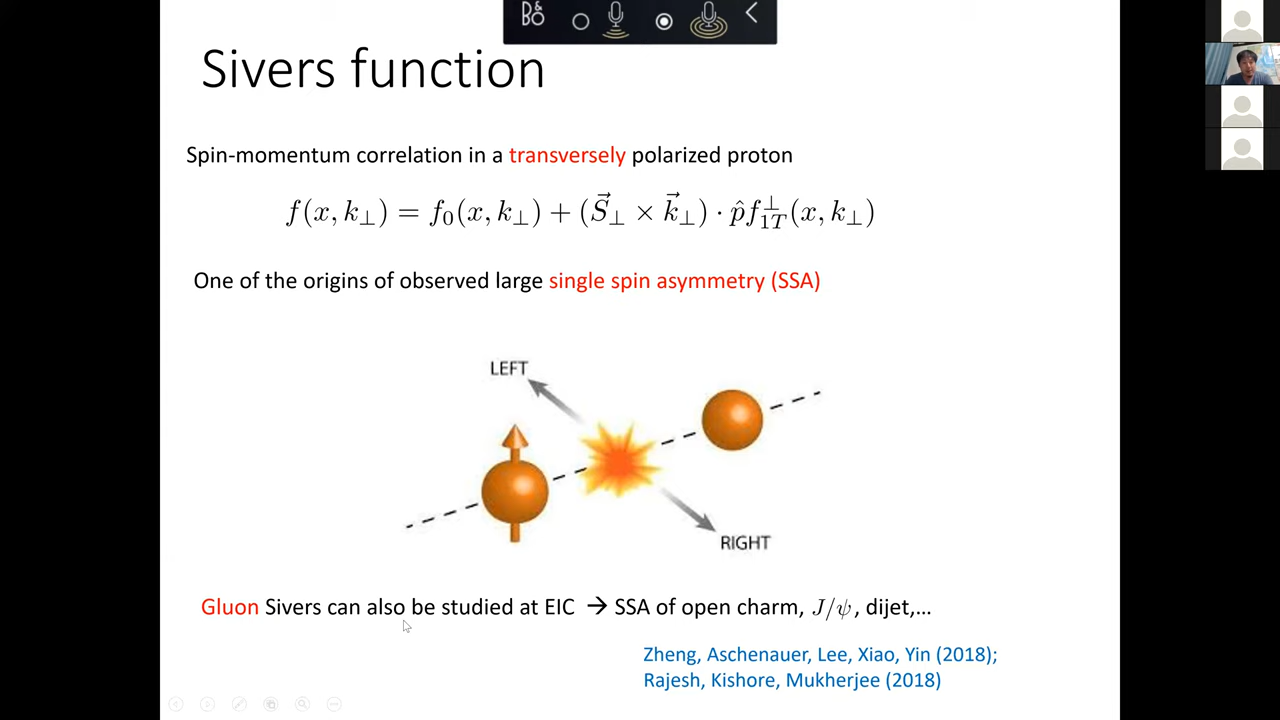 B&O
Sivers function
Spin-momentum correlation in a transversely polarized proton
f(x, k⊥) = f₀(x, k⊥) + (S⃗⊥ × k⃗⊥) · p̂f⊥1T(x, k⊥)
One of the origins of observed large single spin asymmetry (SSA)
LEFT
RIGHT
Gluon Sivers can also be studied at EIC → SSA of open charm, J/ψ, dijet,...
Zheng, Aschenauer, Lee, Xiao, Yin (2018);
Rajesh, Kishore, Mukherjee (2018)